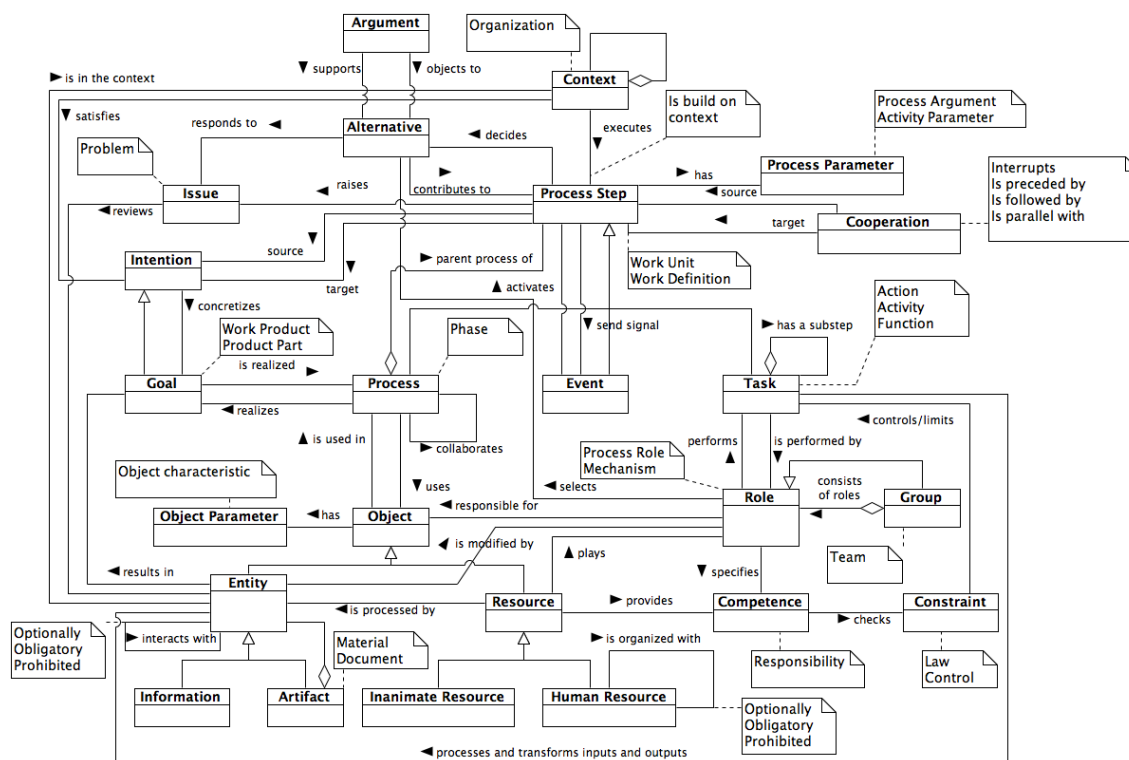 Argument
Organization
supports
objects to
is in the context
Context
Is build on
context
Process Argument
Activity Parameter
satisfies
responds to
Alternative
decides
executes
Problem
Process Parameter
Interrupts
Is preceded by
Is followed by
Is parallel with
Issue
raises
contributes to
Process Step
has
source
reviews
target
Cooperation
Intention
source
parent process of
Work Unit
Work Definition
target
activates
Action
Activity
Function
concretizes
Work Product
Product Part
Phase
send signal
has a substep
is realized
Goal
Process
Event
Task
realizes
controls/limits
is used in
collaborates
performs
is performed by
Object characteristic
Process Role
Mechanism
consists
of roles
uses
selects
Role
Group
Object Parameter
has
Object
responsible for
is modified by
plays
Team
results in
Entity
specifies
is processed by
Resource
provides
Competence
checks
Constraint
Optionally
Obligatory
Prohibited
interacts with
Material
Document
is organized with
Responsibility
Law
Control
Information
Artifact
Inanimate Resource
Human Resource
Optionally
Obligatory
Prohibited
processes and transforms inputs and outputs